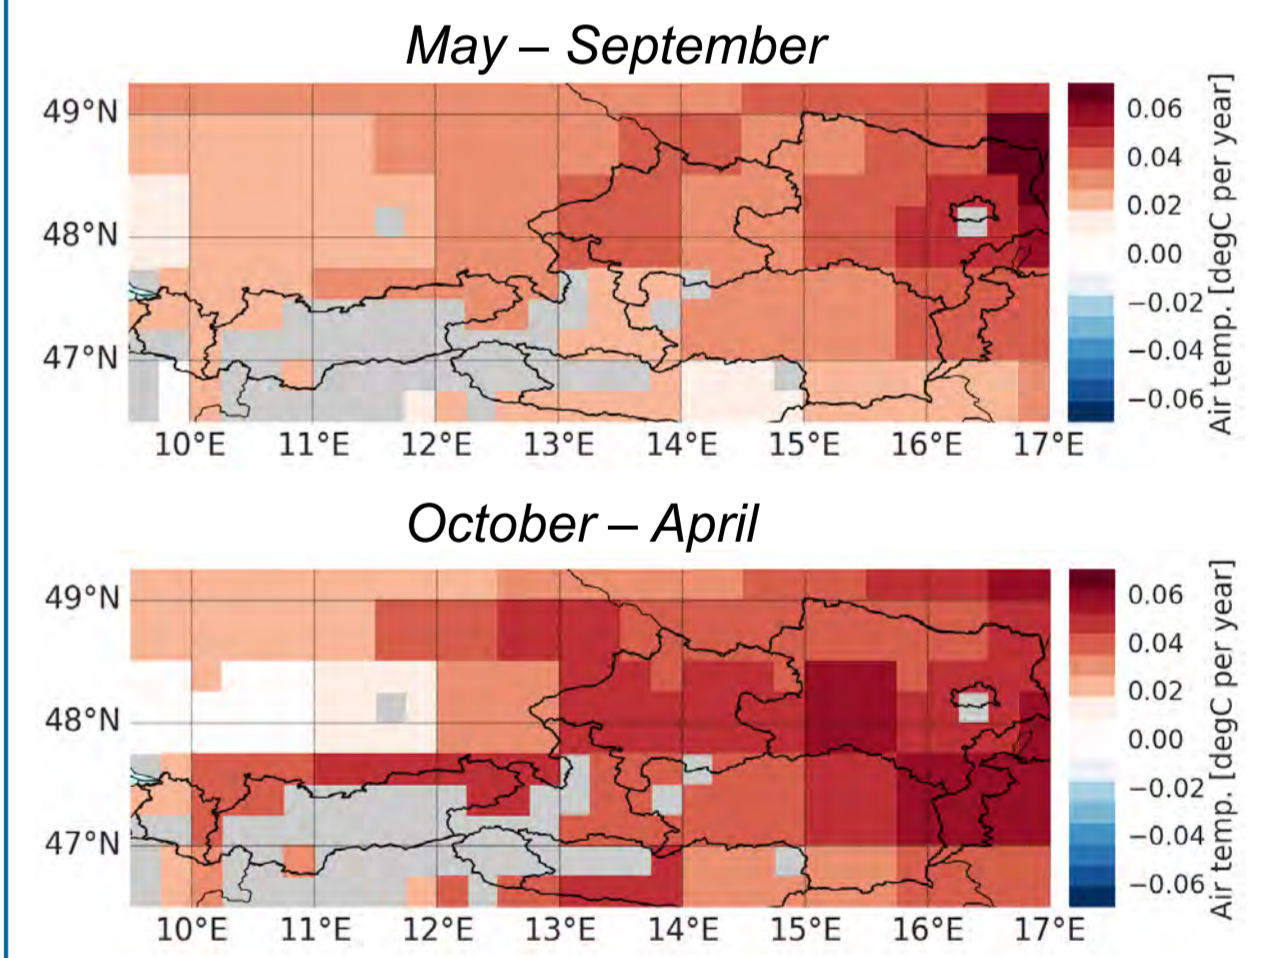 May – September
49°N
48°N
47°N
10°E 11°E 12°E 13°E 14°E 15°E 16°E 17°E
0.06
0.04
0.02
0.00
−0.02
−0.04
−0.06
Air temp. [degC per year]
October – April
49°N
48°N
47°N
10°E 11°E 12°E 13°E 14°E 15°E 16°E 17°E
0.06
0.04
0.02
0.00
−0.02
−0.04
−0.06
Air temp. [degC per year]